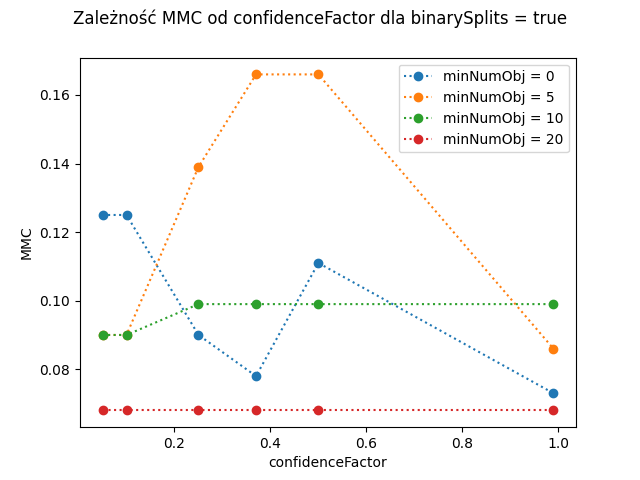 Zależność MMC od confidenceFactor dla binarySplits = true
minNumObj = 0
minNumObj = 5
minNumObj = 10
minNumObj = 20
0.16
0.14
0.12
0.10
0.08
MMC
0.2 0.4 0.6 0.8 1.0
confidenceFactor